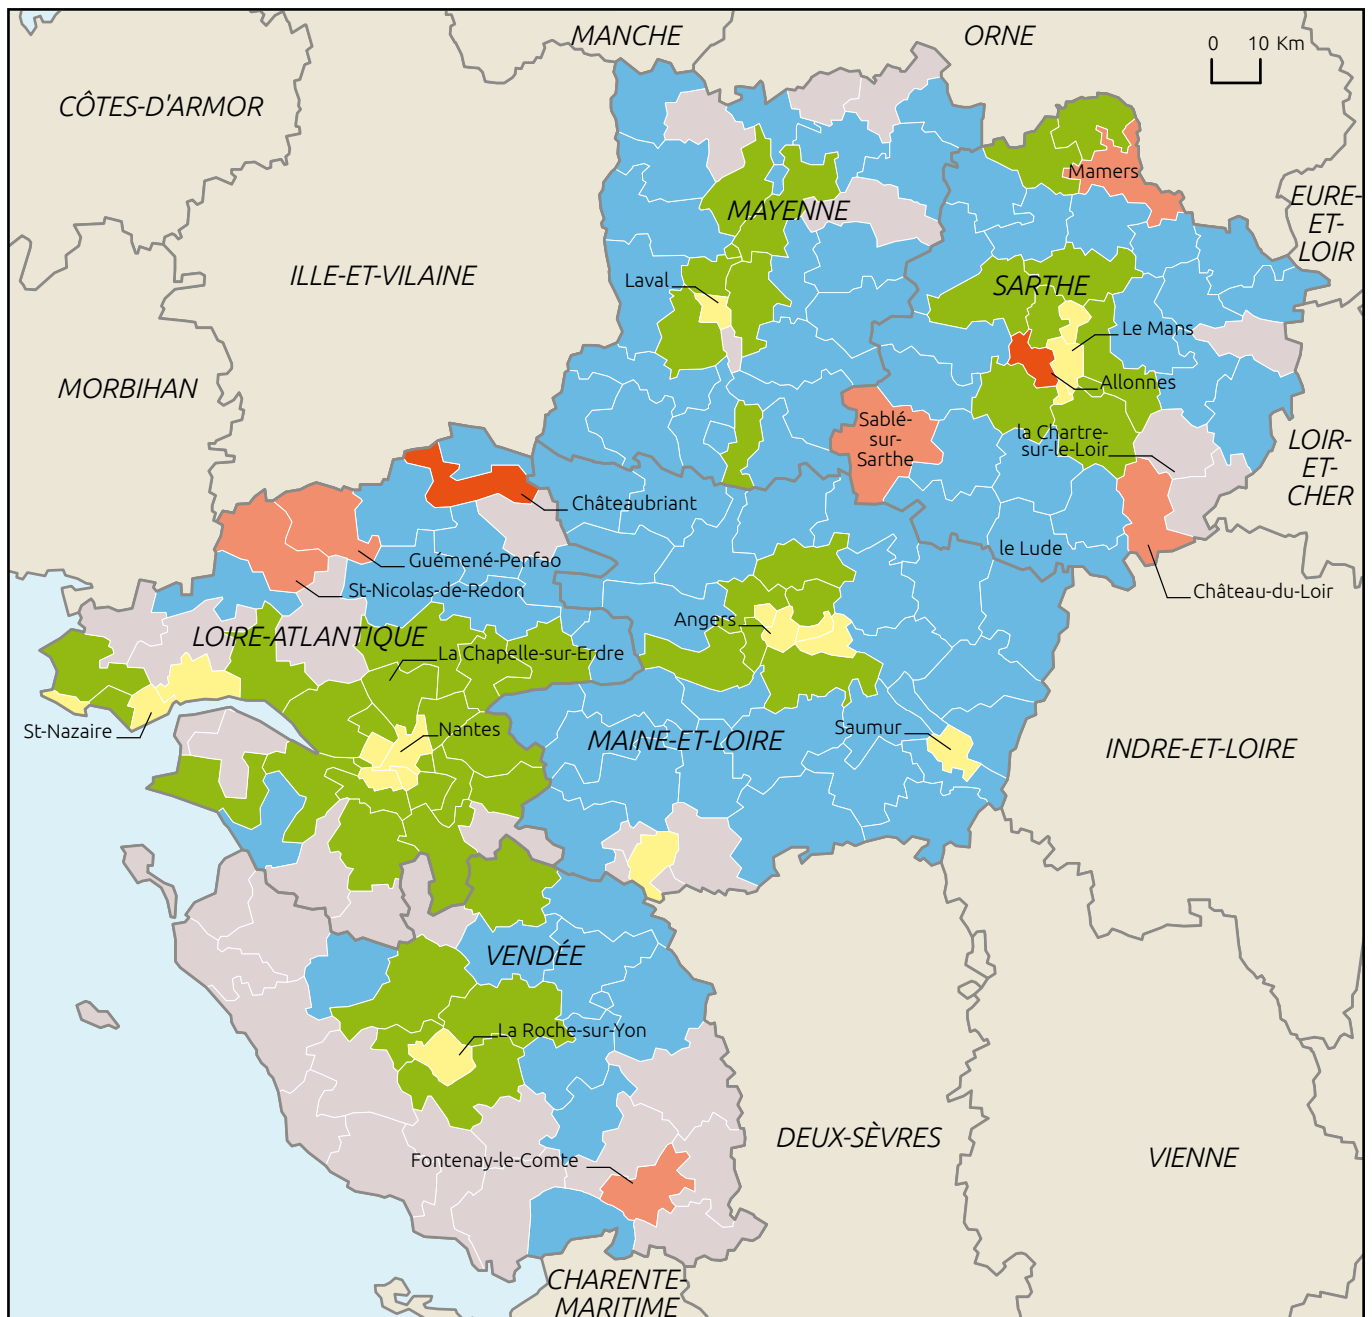 MANCHE
ORNE
0 10 Km
CÔTES-D'ARMOR
Mamers
EURE-
ET-
LOIR
MAYENNE
ILLE-ET-VILAINE
Laval
SARTHE
Le Mans
Allonnes
MORBIHAN
Sablé-
sur-
Sarthe
la Chartre-
sur-le-Loir
LOIR-
ET-
CHER
Châteaubriant
Guémené-Penfao
le Lude
St-Nicolas-de-Redon
Château-du-Loir
Angers
LOIRE-ATLANTIQUE
La Chapelle-sur-Erdre
St-Nazaire
Nantes
MAINE-ET-LOIRE
Saumur
INDRE-ET-LOIRE
VENDÉE
La Roche-sur-Yon
DEUX-SÈVRES
VIENNE
Fontenay-le-Comte
CHARENTE-
MARITIME